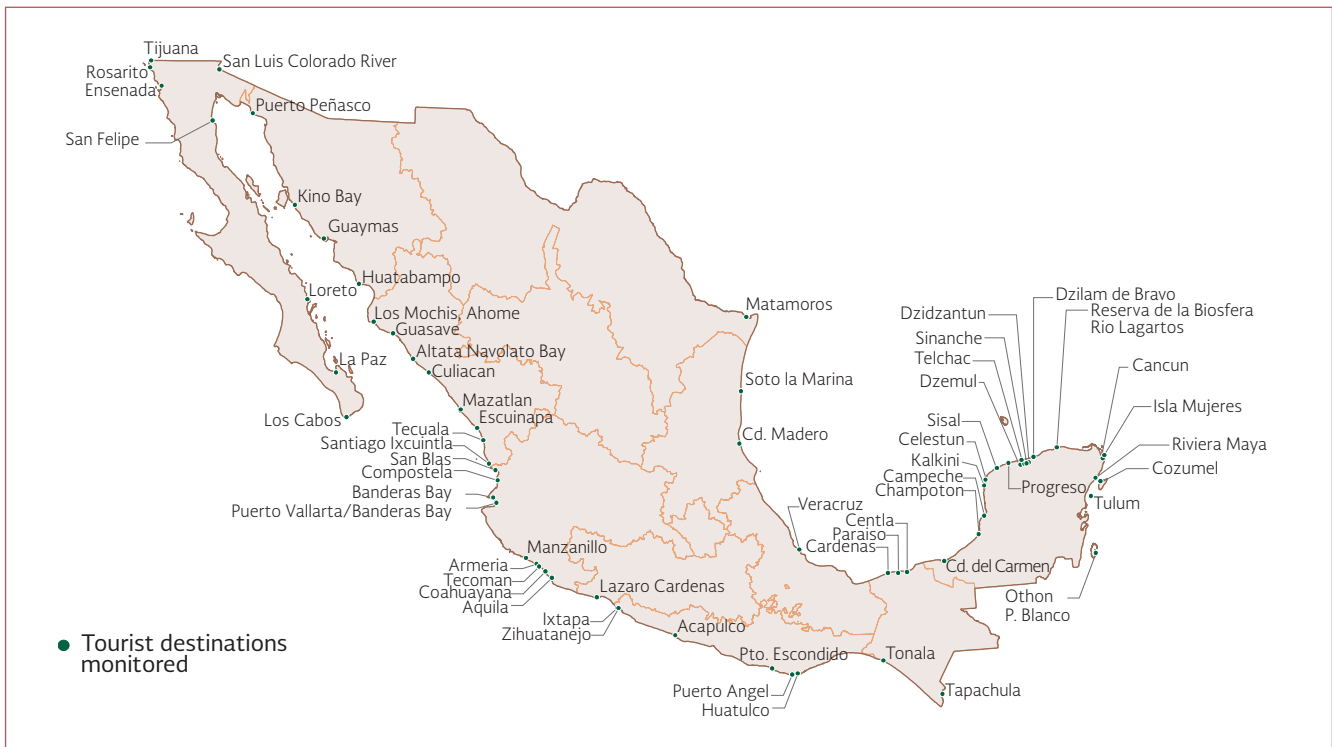 Tijuana
San Luis Colorado River
Rosarito
Ensenada
Puerto Peñasco
San Felipe
Kino Bay
Guaymas
Huatabampo
Loreto
Los Mochis, Ahome
Guasave
Altata Navolato Bay
La Paz
Culiacan
Mazatlan
Los Cabos
Escuinapa
Tecuala
Santiago Ixcuintla
San Blas
Compostela
Banderas Bay
Puerto Vallarta/Banderas Bay
Manzanillo
Armeria
Tecoman
Coahuayana
Aquila
Lazaro Cardenas
Ixtapa
Zihuatanejo
Acapulco
Pto. Escondido
Puerto Angel
Huatulco
Tonala
Tapachula
Matamoros
Soto la Marina
Cd. Madero
Veracruz
Centla
Paraiso
Cardenas
Cd. del Carmen
Dzilam de Bravo
Dzidzantun
Reserva de la Biosfera
Rio Lagartos
Sinanche
Telchac
Dzemul
Cancun
Isla Mujeres
Sisal
Celestun
Riviera Maya
Kalkini
Cozumel
Campeche
Progreso
Champoton
Tulum
Othon
P. Blanco
Tourist destinations
monitored